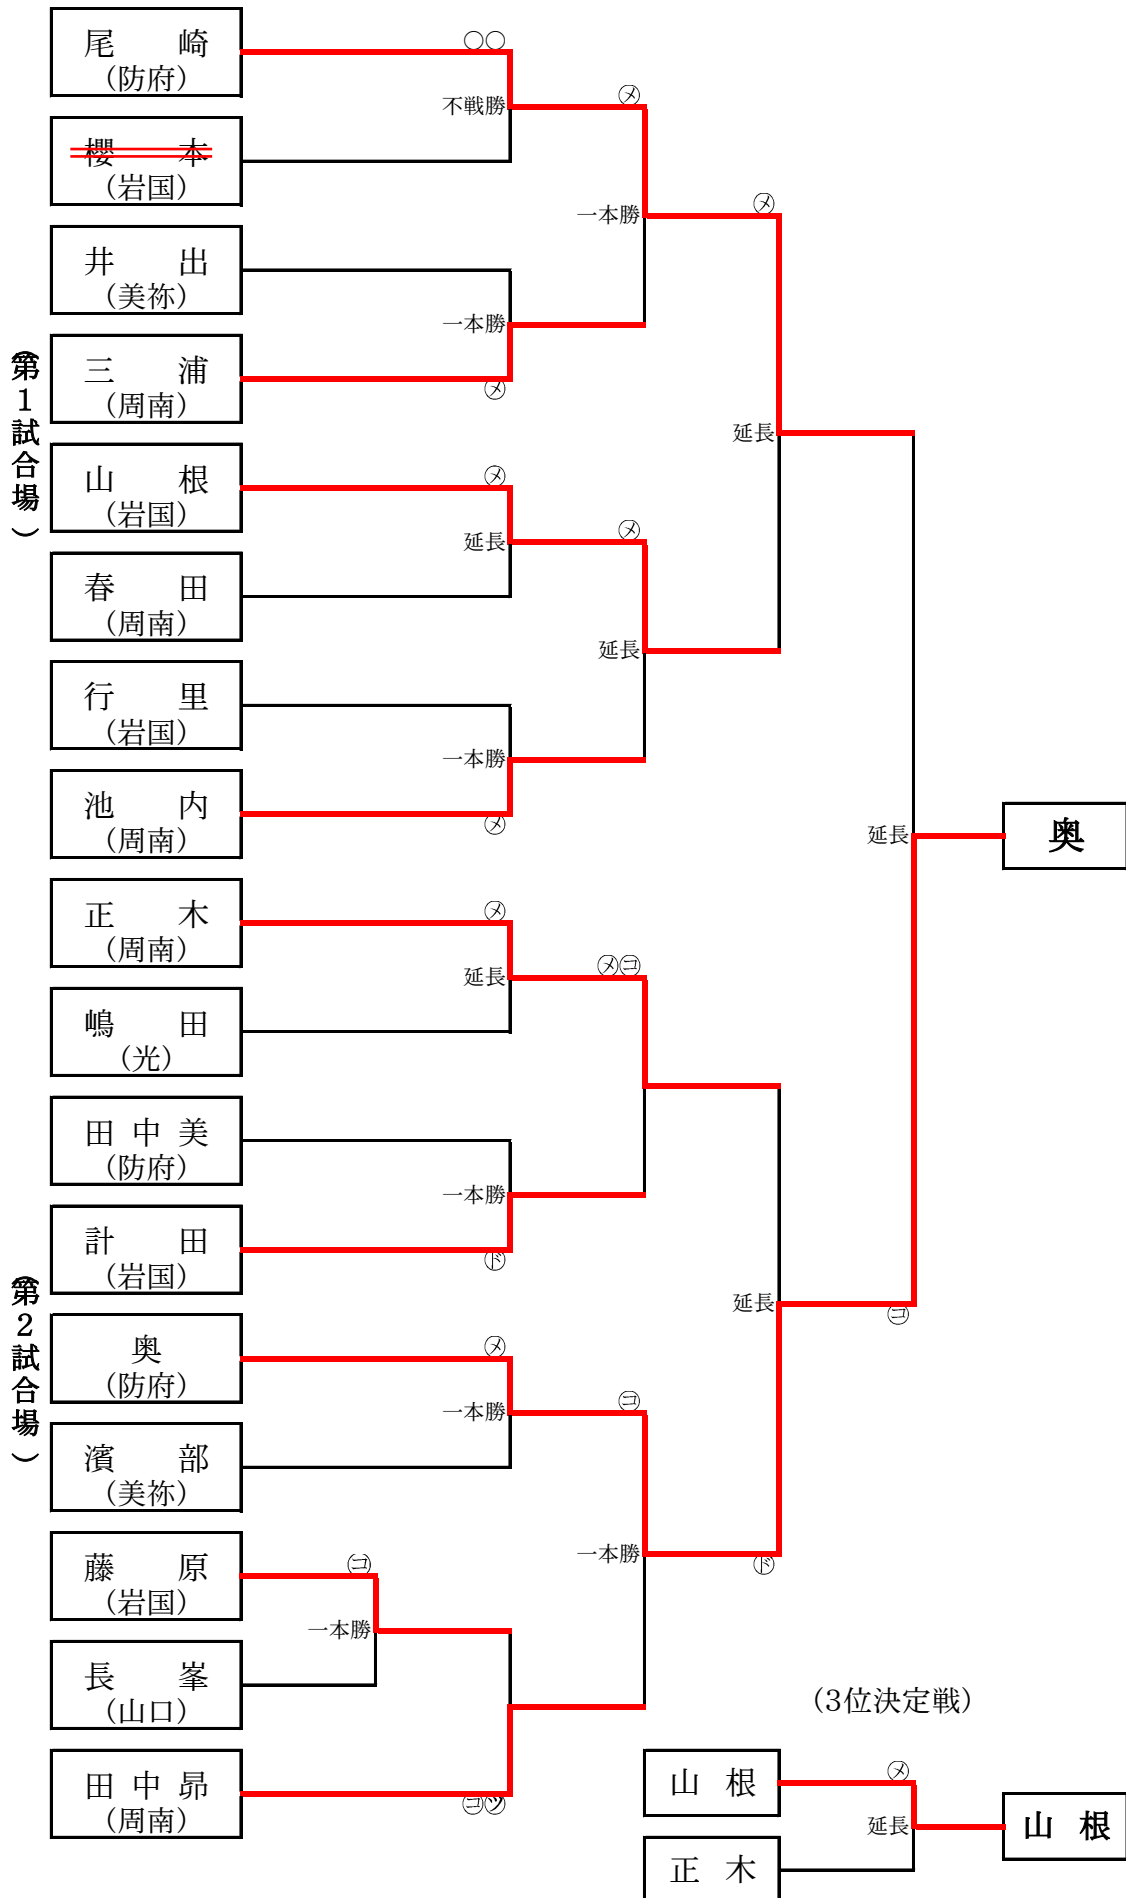 尾崎
(防府)
○○
不戦勝
櫻本
(岩国)
㋱
一本勝
井出
(美祢)
一本勝
三浦
(周南)
㋱
㋱
延長
(第1試合場)
山根
(岩国)
㋱
延長
春田
(周南)
㋱
延長
行里
(岩国)
一本勝
池内
(周南)
㋱
延長
奥
正木
(周南)
㋱
延長
嶋田
(光)
㋱㋙
田中美
(防府)
一本勝
計田
(岩国)
㋣゙
延長
㋙
(第2試合場)
奥
(防府)
㋱
一本勝
濱部
(美祢)
㋙
一本勝
㋣゙
藤原
(岩国)
㋙
一本勝
長峯
(山口)
田中昴
(周南)
㋙㋡
(3位決定戦)
山根
㋱
延長
山根
正木